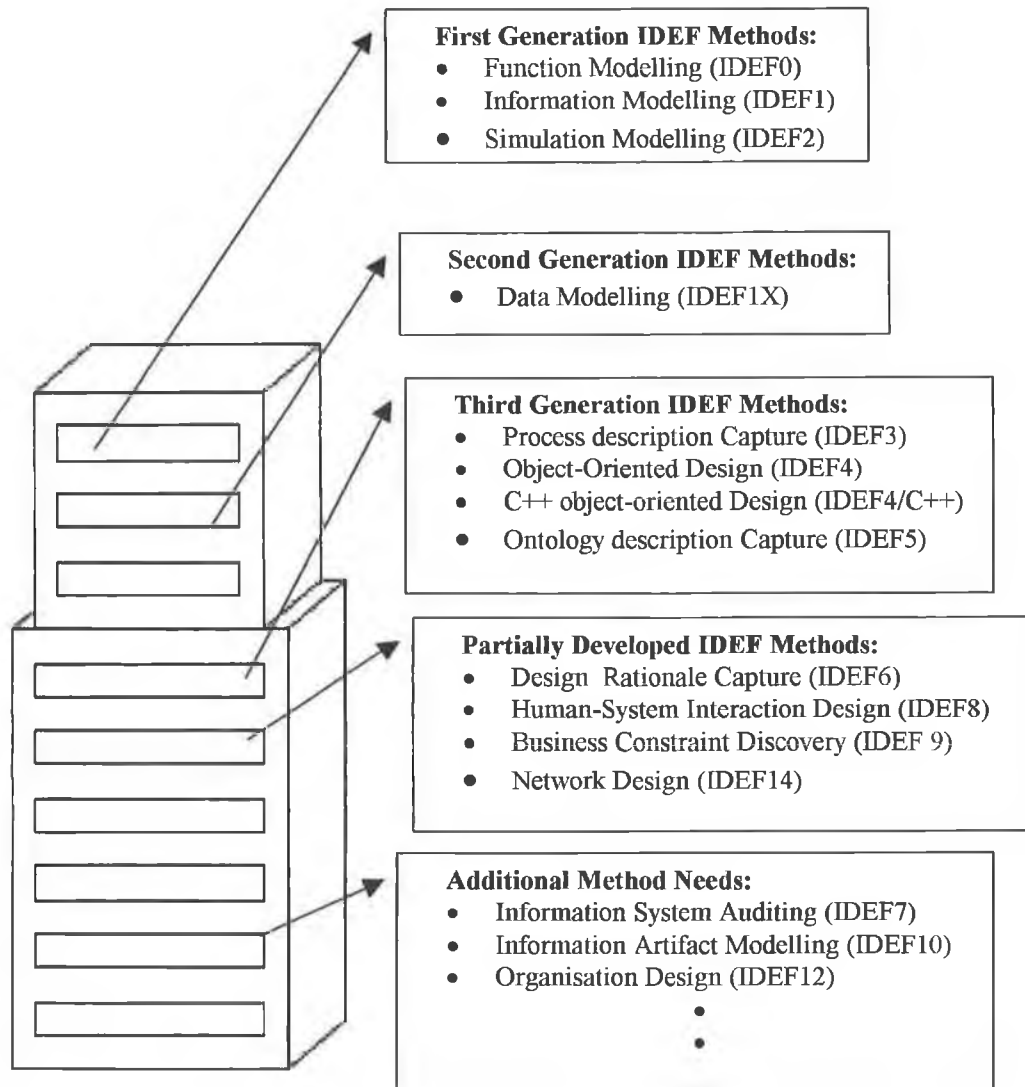 First Generation IDEF Methods:
• Function Modelling (IDEF0)
• Information Modelling (IDEF1)
• Simulation Modelling (IDEF2)
Second Generation IDEF Methods:
• Data Modelling (IDEF1X)
Third Generation IDEF Methods:
• Process description Capture (IDEF3)
• Object-Oriented Design (IDEF4)
• C++ object-oriented Design (IDEF4/C++)
• Ontology description Capture (IDEF5)
Partially Developed IDEF Methods:
• Design Rationale Capture (IDEF6)
• Human-System Interaction Design (IDEF8)
• Business Constraint Discovery (IDEF 9)
• Network Design (IDEF14)
Additional Method Needs:
• Information System Auditing (IDEF7)
• Information Artifact Modelling (IDEF10)
• Organisation Design (IDEF12)
•
•